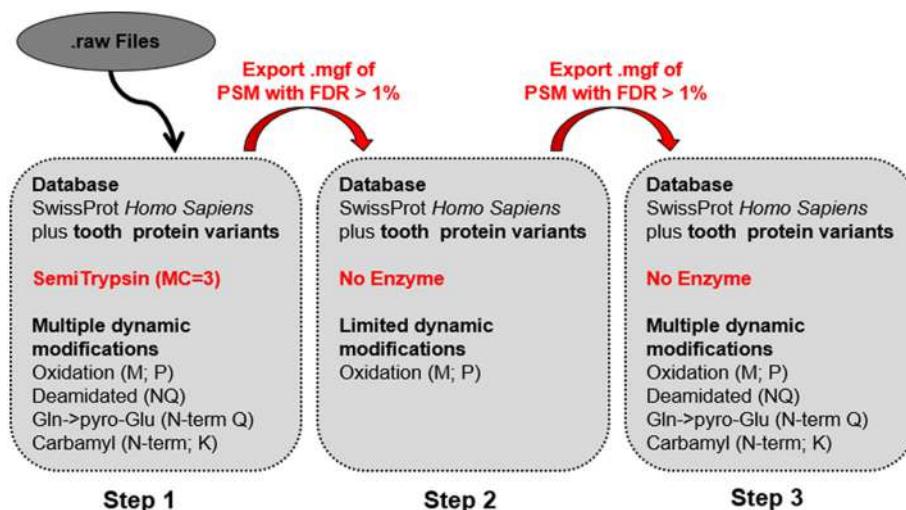 .raw Files
Export .mgf of
PSM with FDR > 1%
Export .mgf of
PSM with FDR > 1%
Database
SwissProt Homo Sapiens
plus tooth protein variants
SemiTrypsin (MC=3)
Multiple dynamic
modifications
Oxidation (M; P)
Deamidated (NQ)
Gln->pyro-Glu (N-term Q)
Carbamyl (N-term; K)
Step 1
Database
SwissProt Homo Sapiens
plus tooth protein variants
No Enzyme
Limited dynamic
modifications
Oxidation (M; P)
Step 2
Database
SwissProt Homo Sapiens
plus tooth protein variants
No Enzyme
Multiple dynamic
modifications
Oxidation (M; P)
Deamidated (NQ)
Gln->pyro-Glu (N-term Q)
Carbamyl (N-term; K)
Step 3